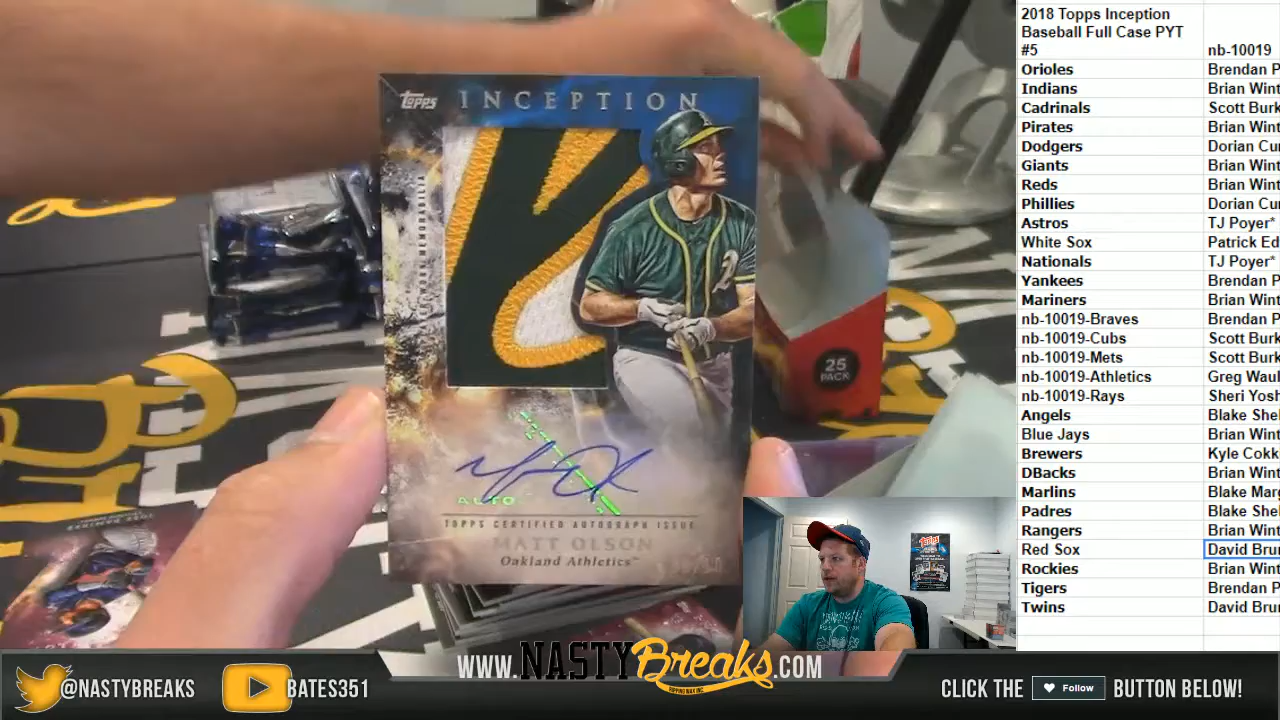 TOPPS
INCEPTION
AUTO
TOPPS CERTIFIED AUTOGRAPH ISSUE
MATT OLSON
Oakland Athletics™
25
PACK
2018 Topps Inception
Baseball Full Case PYT
#5 nb-10019
Orioles Brendan P
Indians Brian Wint
Cadrinals Scott Burk
Pirates Brian Wint
Dodgers Dorian Cur
Giants Brian Wint
Reds Brian Wint
Phillies Dorian Cur
Astros TJ Poyer*
White Sox Patrick Ed
Nationals TJ Poyer*
Yankees Brendan P
Mariners Brian Wint
nb-10019-Braves Brendan P
nb-10019-Cubs Scott Burk
nb-10019-Mets Scott Burk
nb-10019-Athletics Greg Waul
nb-10019-Rays Sheri Yosh
Angels Blake She
Blue Jays Brian Wint
Brewers Kyle Cokk
DBacks Brian Wint
Marlins Blake Mar
Padres Blake She
Rangers Brian Wint
Red Sox David Brun
Rockies Brian Wint
Tigers Brendan P
Twins David Brun
@NASTYBREAKS
BATES351
WWW.NASTYBreaks.COM
CLICK THE Follow BUTTON BELOW!